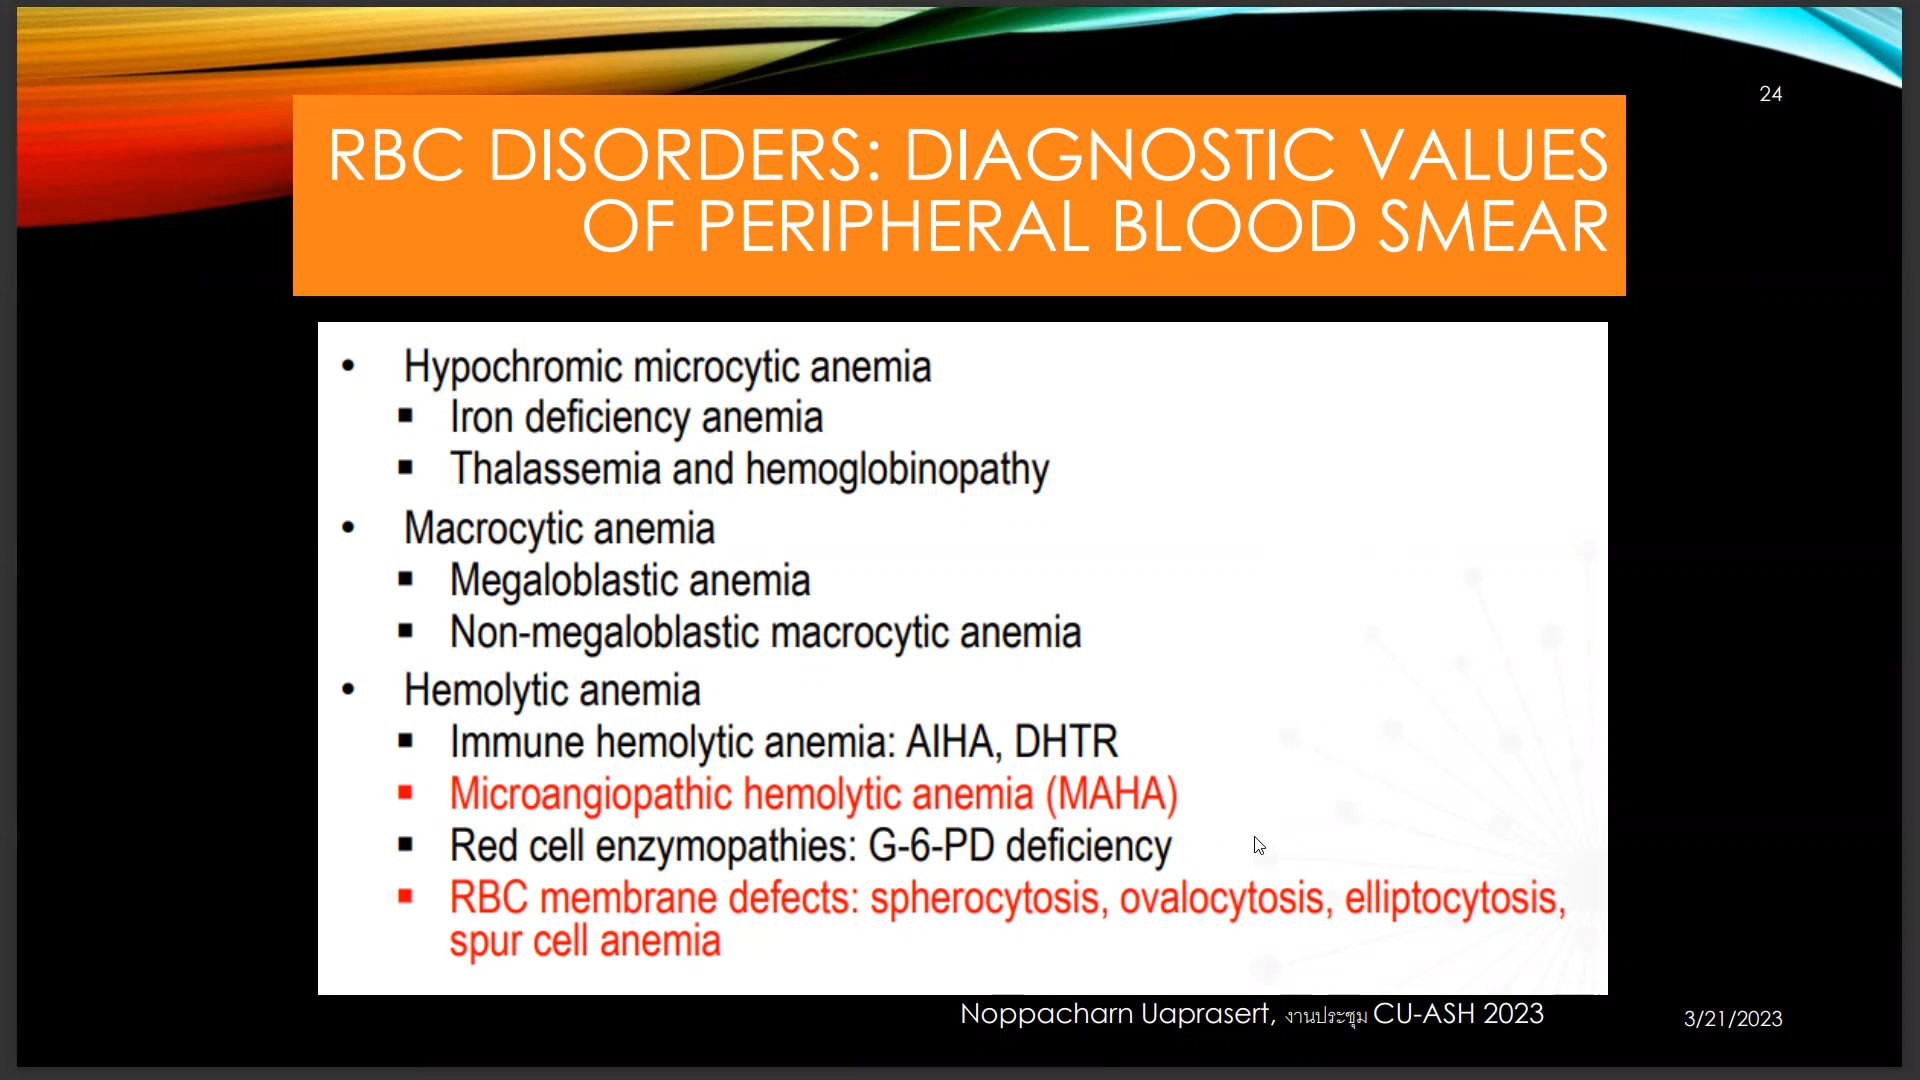 24
RBC DISORDERS: DIAGNOSTIC VALUES
OF PERIPHERAL BLOOD SMEAR
• Hypochromic microcytic anemia
▪ Iron deficiency anemia
▪ Thalassemia and hemoglobinopathy
• Macrocytic anemia
▪ Megaloblastic anemia
▪ Non-megaloblastic macrocytic anemia
• Hemolytic anemia
▪ Immune hemolytic anemia: AIHA, DHTR
▪ Microangiopathic hemolytic anemia (MAHA)
▪ Red cell enzymopathies: G-6-PD deficiency
▪ RBC membrane defects: spherocytosis, ovalocytosis, elliptocytosis,
spur cell anemia
Noppacharn Uaprasert, งานประชุม CU-ASH 2023
3/21/2023